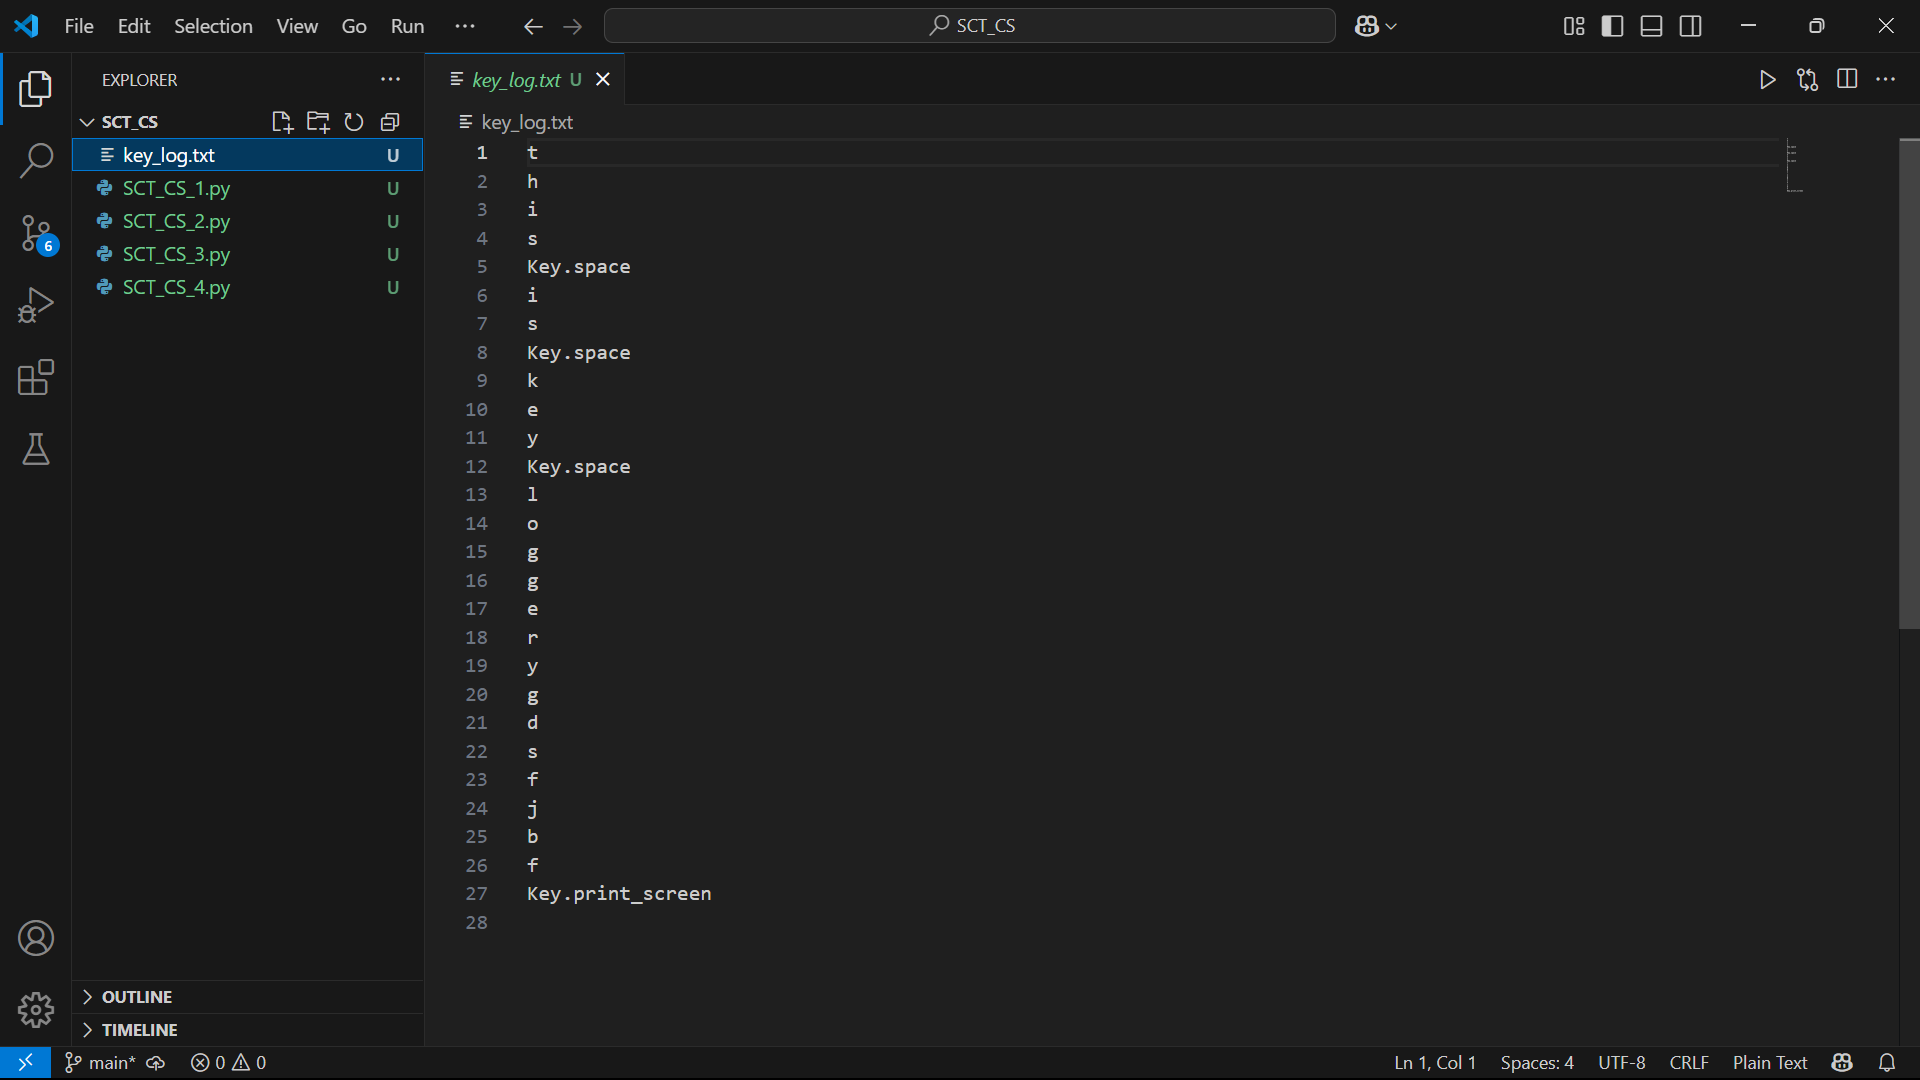 File Edit Selection View Go Run ··· SCT_CS
EXPLORER ···
SCT_CS
key_log.txt U
SCT_CS_1.py U
SCT_CS_2.py U
SCT_CS_3.py U
SCT_CS_4.py U
6
OUTLINE
TIMELINE
key_log.txt U
key_log.txt
1 t
2 h
3 i
4 s
5 Key.space
6 i
7 s
8 Key.space
9 k
10 e
11 y
12 Key.space
13 l
14 o
15 g
16 g
17 e
18 r
19 y
20 g
21 d
22 s
23 f
24 j
25 b
26 f
27 Key.print_screen
28
main* 0 0 Ln 1, Col 1 Spaces: 4 UTF-8 CRLF Plain Text